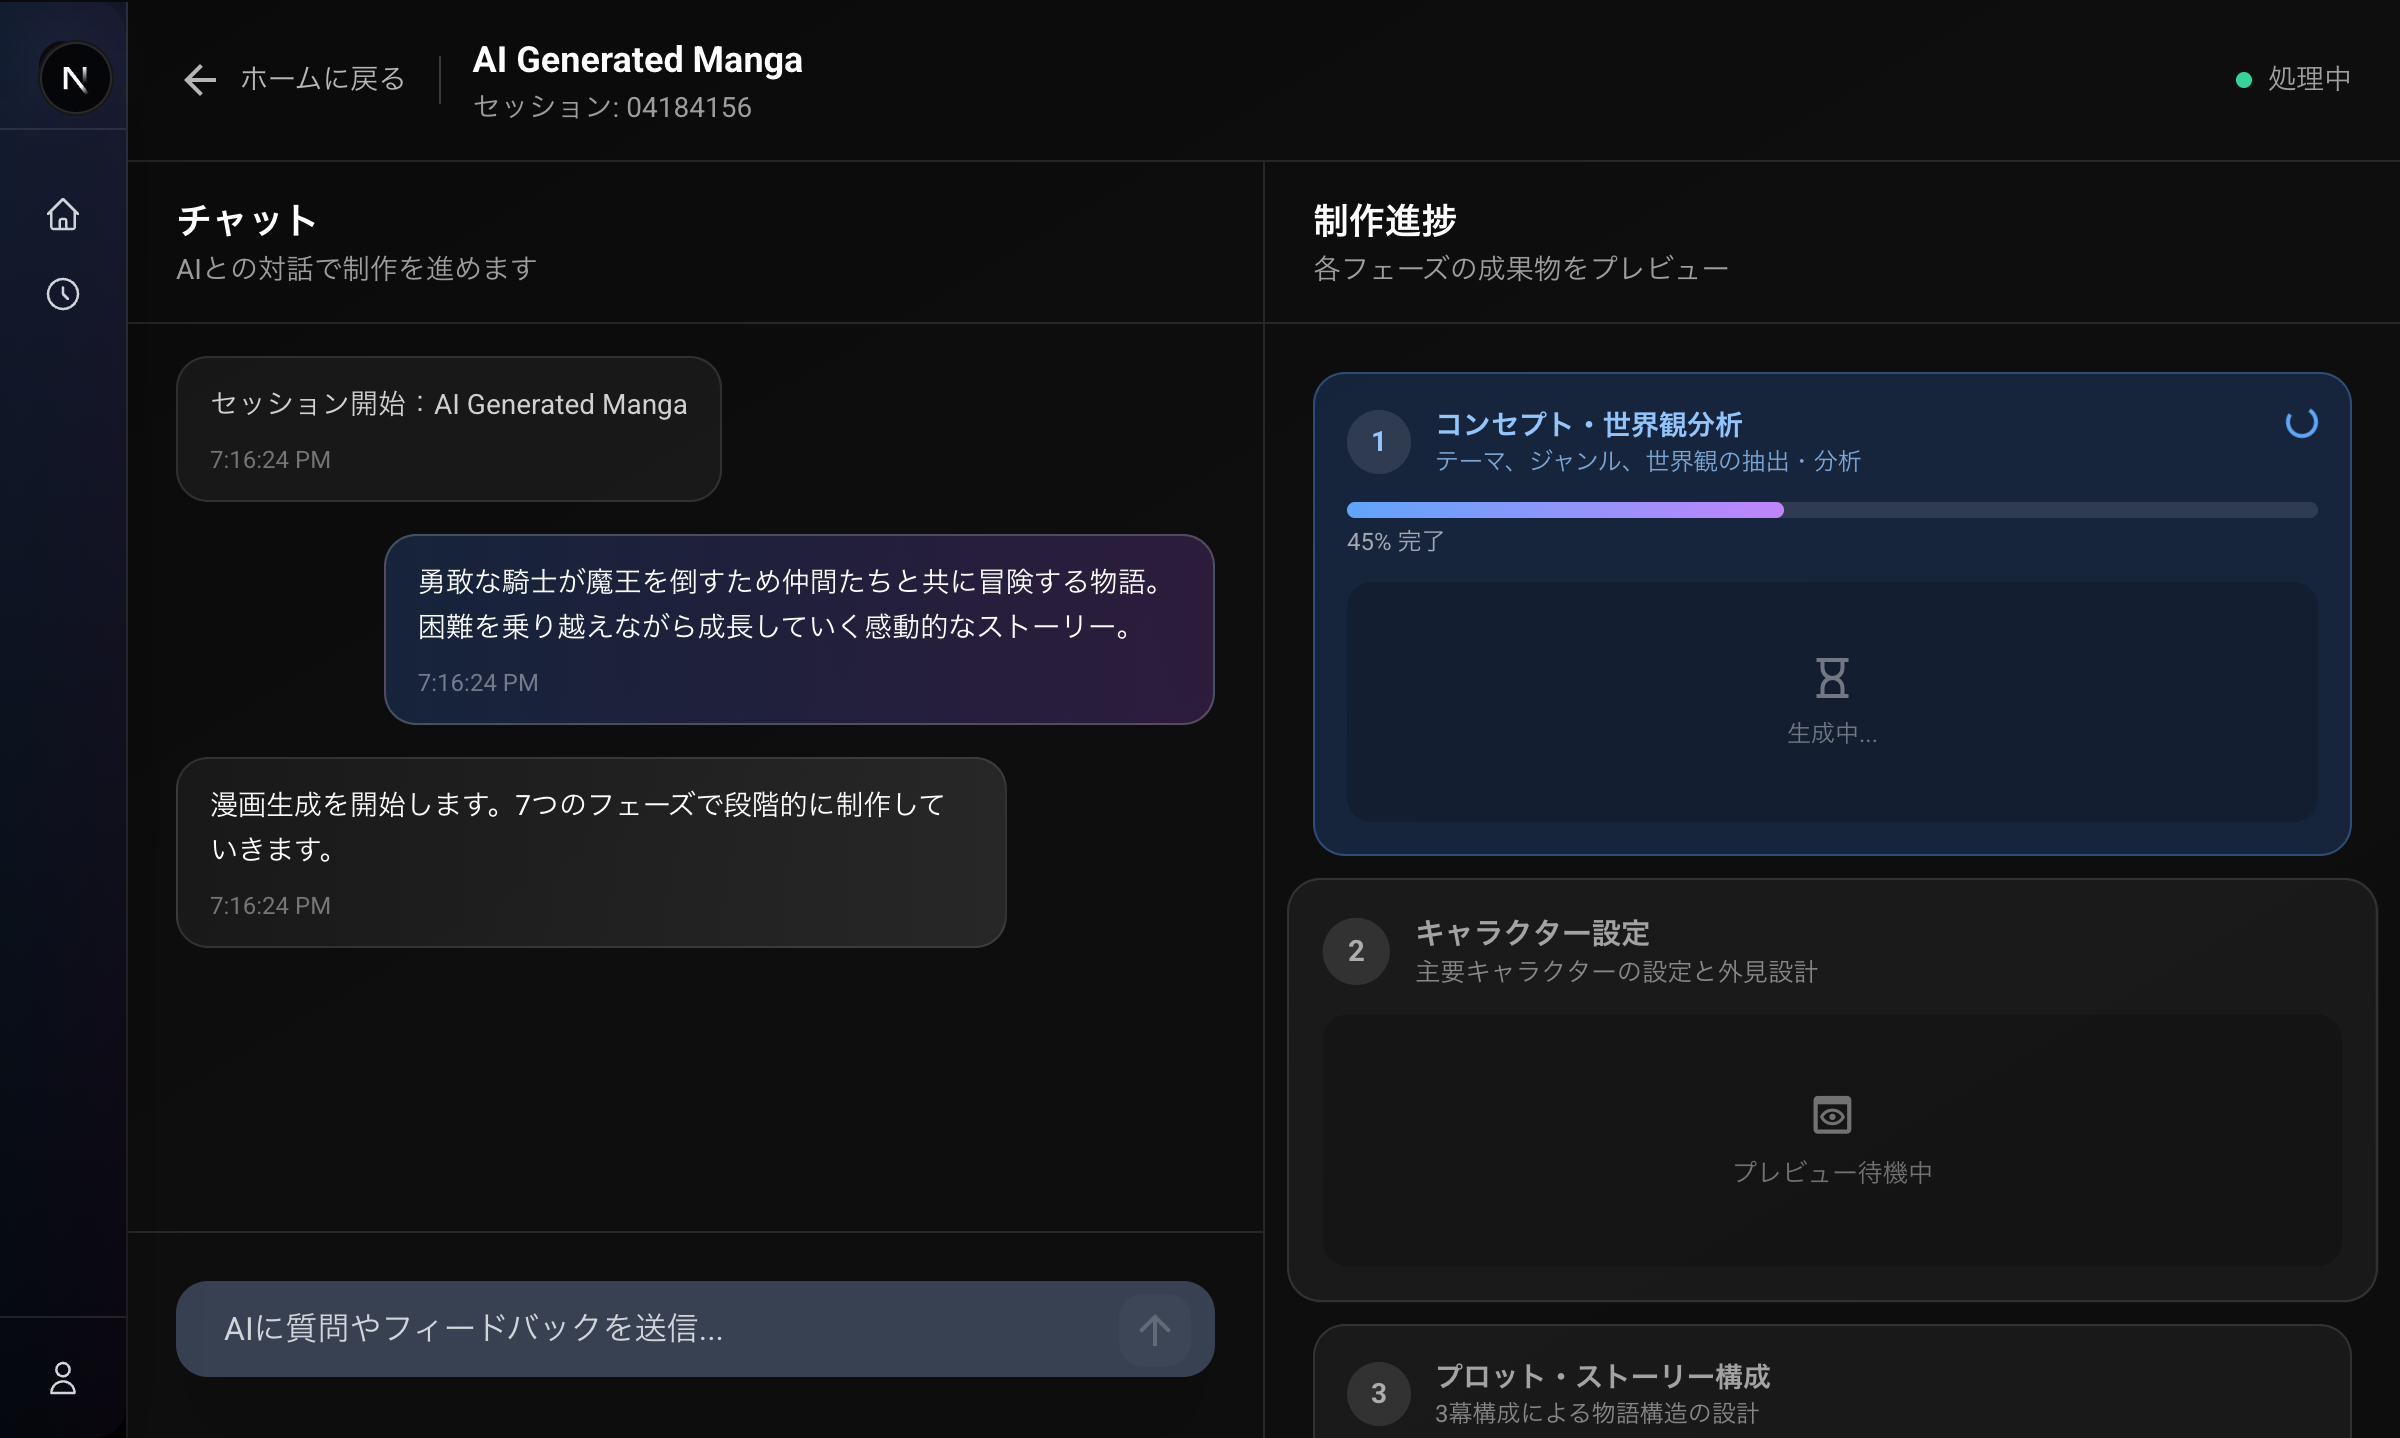 N
ホームに戻る
AI Generated Manga
セッション: 04184156
処理中
チャット
AIとの対話で制作を進めます
セッション開始：AI Generated Manga
7:16:24 PM
勇敢な騎士が魔王を倒すため仲間たちと共に冒険する物語。
困難を乗り越えながら成長していく感動的なストーリー。
7:16:24 PM
漫画生成を開始します。7つのフェーズで段階的に制作して
いきます。
7:16:24 PM
AIに質問やフィードバックを送信...
制作進捗
各フェーズの成果物をプレビュー
1
コンセプト・世界観分析
テーマ、ジャンル、世界観の抽出・分析
45% 完了
生成中...
2
キャラクター設定
主要キャラクターの設定と外見設計
プレビュー待機中
3
プロット・ストーリー構成
3幕構成による物語構造の設計